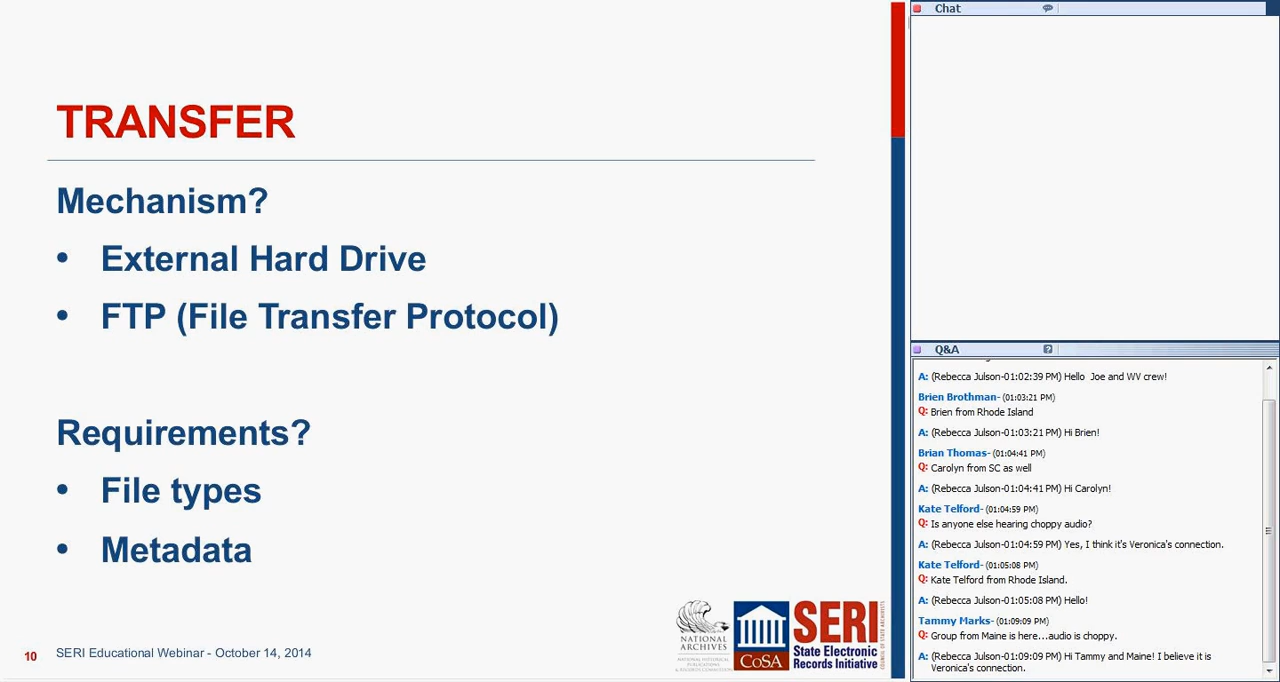 TRANSFER
Mechanism?
• External Hard Drive
• FTP (File Transfer Protocol)
Requirements?
• File types
• Metadata
NATIONAL
ARCHIVES
CoSA
SERI
State Electronic
Records Initiative
COUNCIL OF STATE ARCHIVISTS
10
SERI Educational Webinar - October 14, 2014
Chat
Q&A
A: (Rebecca Julson-01:02:39 PM) Hello Joe and WV crew!
Brien Brothman- (01:03:21 PM)
Q: Brien from Rhode Island
A: (Rebecca Julson-01:03:21 PM) Hi Brien!
Brian Thomas- (01:04:41 PM)
Q: Carolyn from SC as well
A: (Rebecca Julson-01:04:41 PM) Hi Carolyn!
Kate Telford- (01:04:59 PM)
Q: Is anyone else hearing choppy audio?
A: (Rebecca Julson-01:04:59 PM) Yes, I think it's Veronica's connection.
Kate Telford- (01:05:08 PM)
Q: Kate Telford from Rhode Island.
A: (Rebecca Julson-01:05:08 PM) Hello!
Tammy Marks- (01:09:09 PM)
Q: Group from Maine is here...audio is choppy.
A: (Rebecca Julson-01:09:09 PM) Hi Tammy and Maine! I believe it is
Veronica's connection.